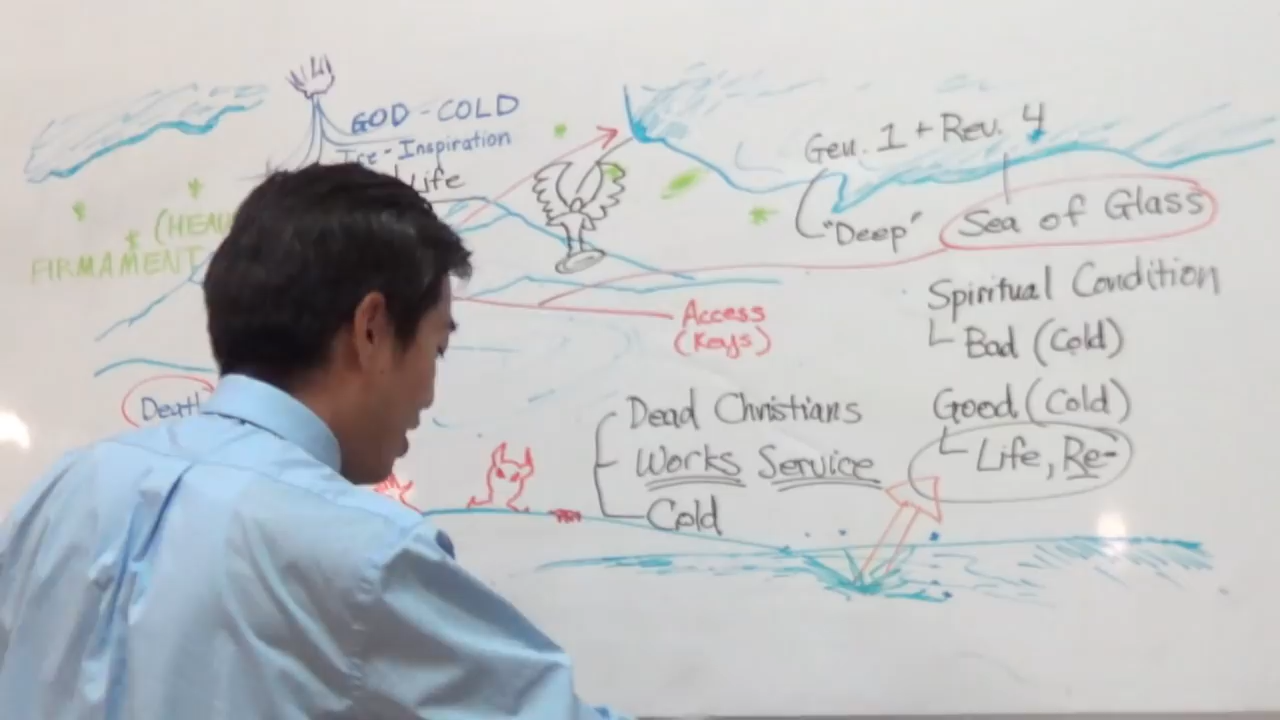 GOD - COLD
Ice - Inspiration
Life
Gen. 1 + Rev. 4
"Deep"
Sea of Glass
(HEAV
FIRMAMENT
Spiritual Condition
Bad (Cold)
Access
(Keys)
Death
Dead Christians
Works Service
Cold
Good (Cold)
Life, Re-